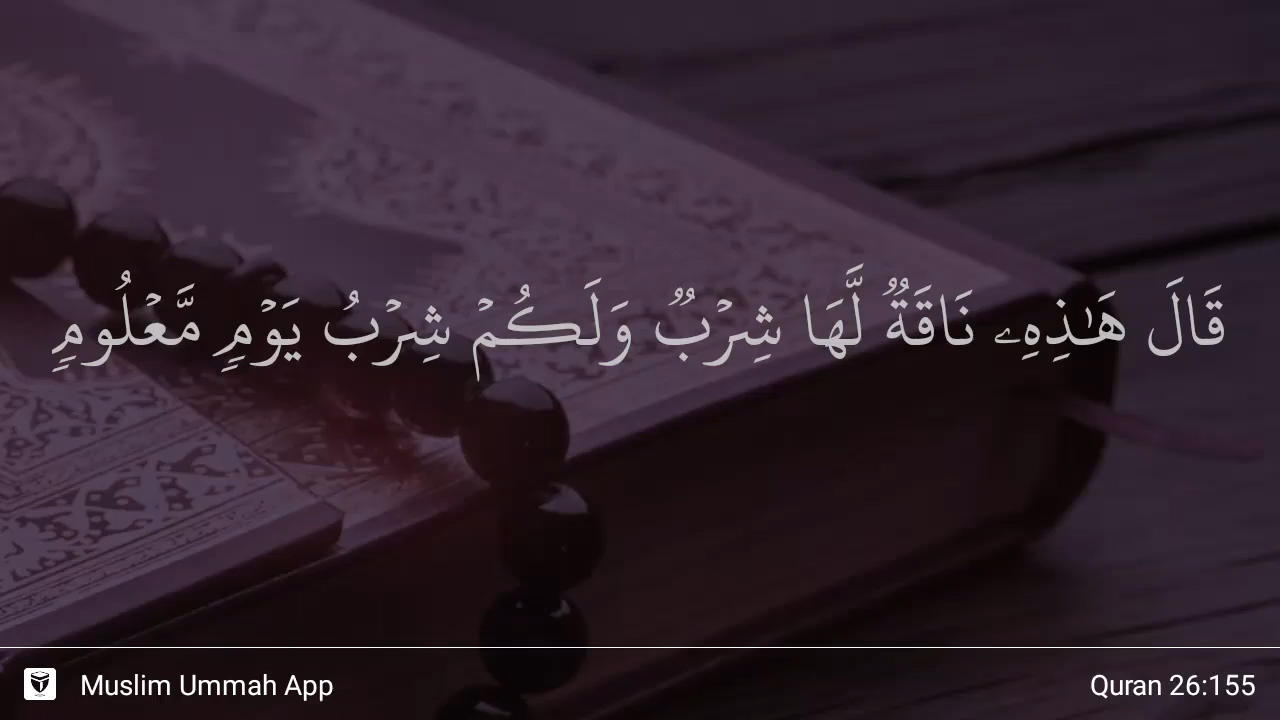 قَالَ هَـٰذِهِۦ نَاقَةٌۭ لَّهَا شِرْبٌۭ وَلَكُمْ شِرْبُ يَوْمٍۢ مَّعْلُومٍۢ
Muslim Ummah App
Quran 26:155